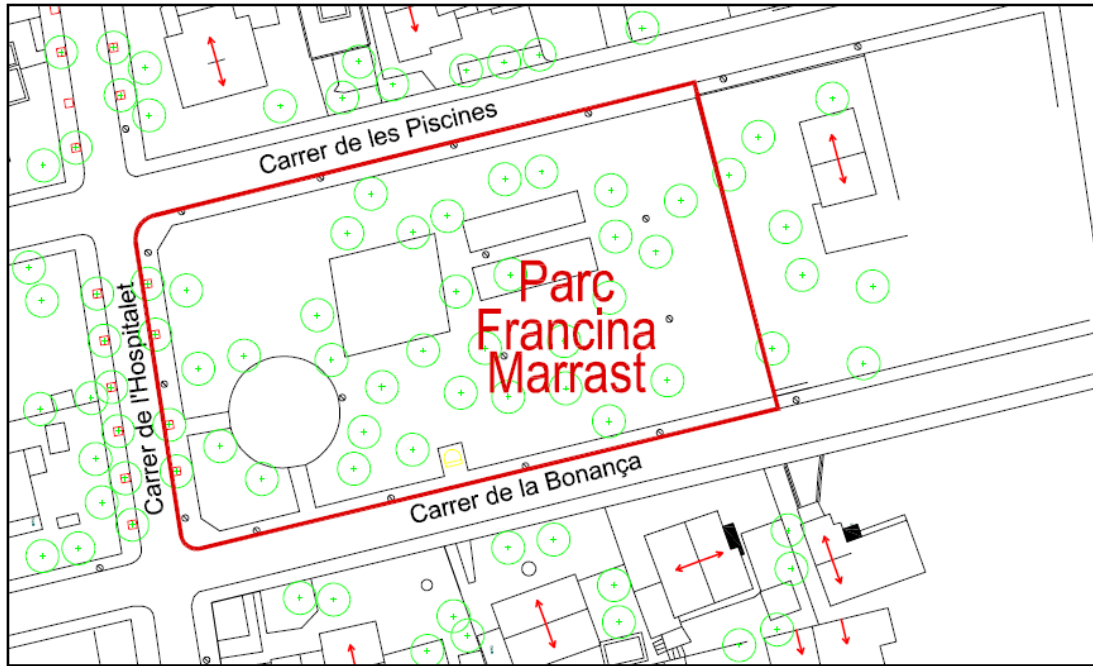 Carrer de les Piscines
Carrer de l'Hospitalet
Parc
Francina
Marrast
Carrer de la Bonança